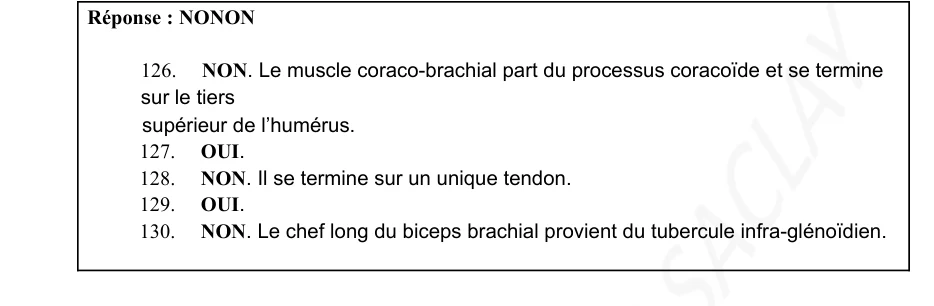 Réponse : NONON
126. NON. Le muscle coraco-brachial part du processus coracoïde et se termine
sur le tiers
supérieur de l'humérus.
127. OUI.
128. NON. Il se termine sur un unique tendon.
129. OUI.
130. NON. Le chef long du biceps brachial provient du tubercule infra-glénoïdien.
SACLAY